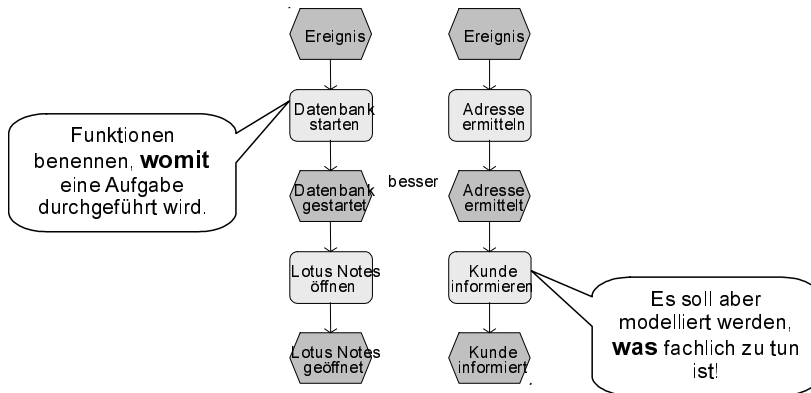 Ereignis
Datenbank
starten
Datenbank
gestartet
Lotus Notes
öffnen
Lotus Notes
geöffnet
Funktionen
benennen, womit
eine Aufgabe
durchgeführt wird.
besser
Ereignis
Adresse
ermitteln
Adresse
ermittelt
Kunde
informieren
Kunde
informiert
Es soll aber
modelliert werden,
was fachlich zu tun
ist!